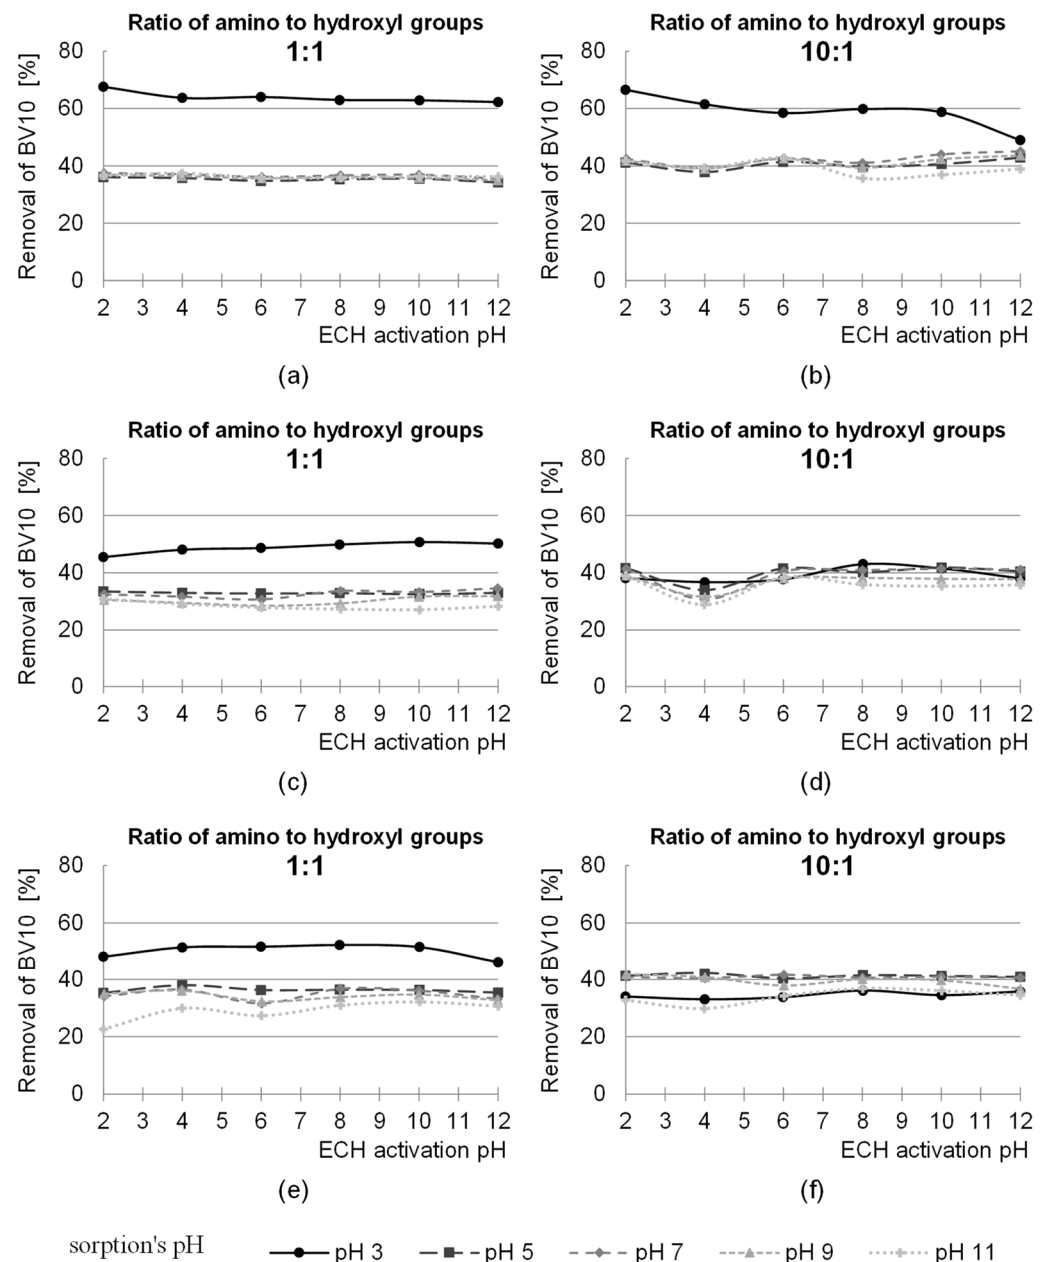 Ratio of amino to hydroxyl groups
1:1
Removal of BV10 [%]
80
60
40
20
0
2 3 4 5 6 7 8 9 10 11 12
ECH activation pH
(a)
Ratio of amino to hydroxyl groups
10:1
Removal of BV10 [%]
80
60
40
20
0
2 3 4 5 6 7 8 9 10 11 12
ECH activation pH
(b)
Ratio of amino to hydroxyl groups
1:1
Removal of BV10 [%]
80
60
40
20
0
2 3 4 5 6 7 8 9 10 11 12
ECH activation pH
(c)
Ratio of amino to hydroxyl groups
10:1
Removal of BV10 [%]
80
60
40
20
0
2 3 4 5 6 7 8 9 10 11 12
ECH activation pH
(d)
Ratio of amino to hydroxyl groups
1:1
Removal of BV10 [%]
80
60
40
20
0
2 3 4 5 6 7 8 9 10 11 12
ECH activation pH
(e)
Ratio of amino to hydroxyl groups
10:1
Removal of BV10 [%]
80
60
40
20
0
2 3 4 5 6 7 8 9 10 11 12
ECH activation pH
(f)
sorption's pH pH 3 pH 5 pH 7 pH 9 pH 11